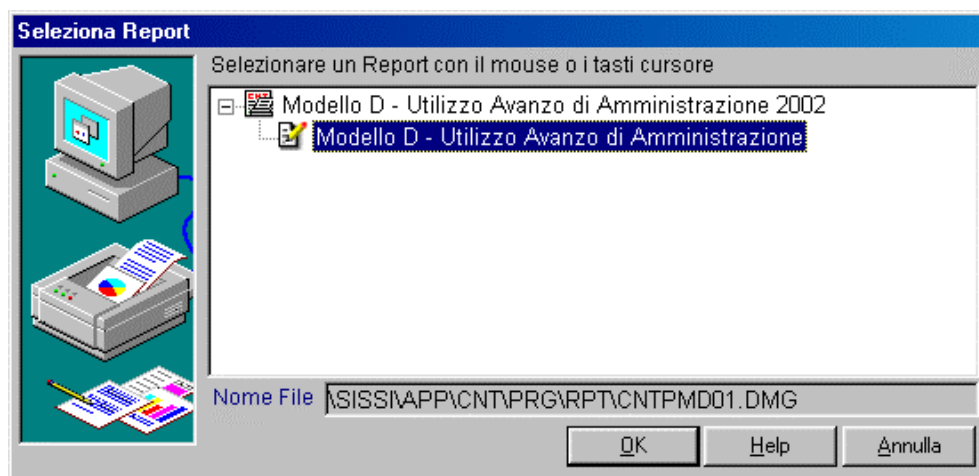 Seleziona Report
Selezionare un Report con il mouse o i tasti cursore
Modello D - Utilizzo Avanzo di Amministrazione 2002
Modello D - Utilizzo Avanzo di Amministrazione
Nome File \SISSI\APP\CNT\PRG\RPT\CNTPMD01.DMG
OK Help Annulla